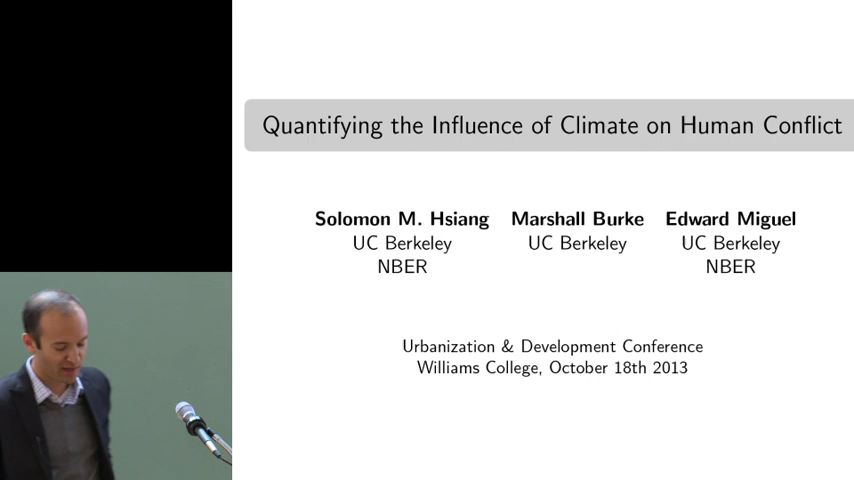 Quantifying the Influence of Climate on Human Conflict
Solomon M. Hsiang Marshall Burke Edward Miguel
UC Berkeley UC Berkeley UC Berkeley
NBER NBER
Urbanization & Development Conference
Williams College, October 18th 2013